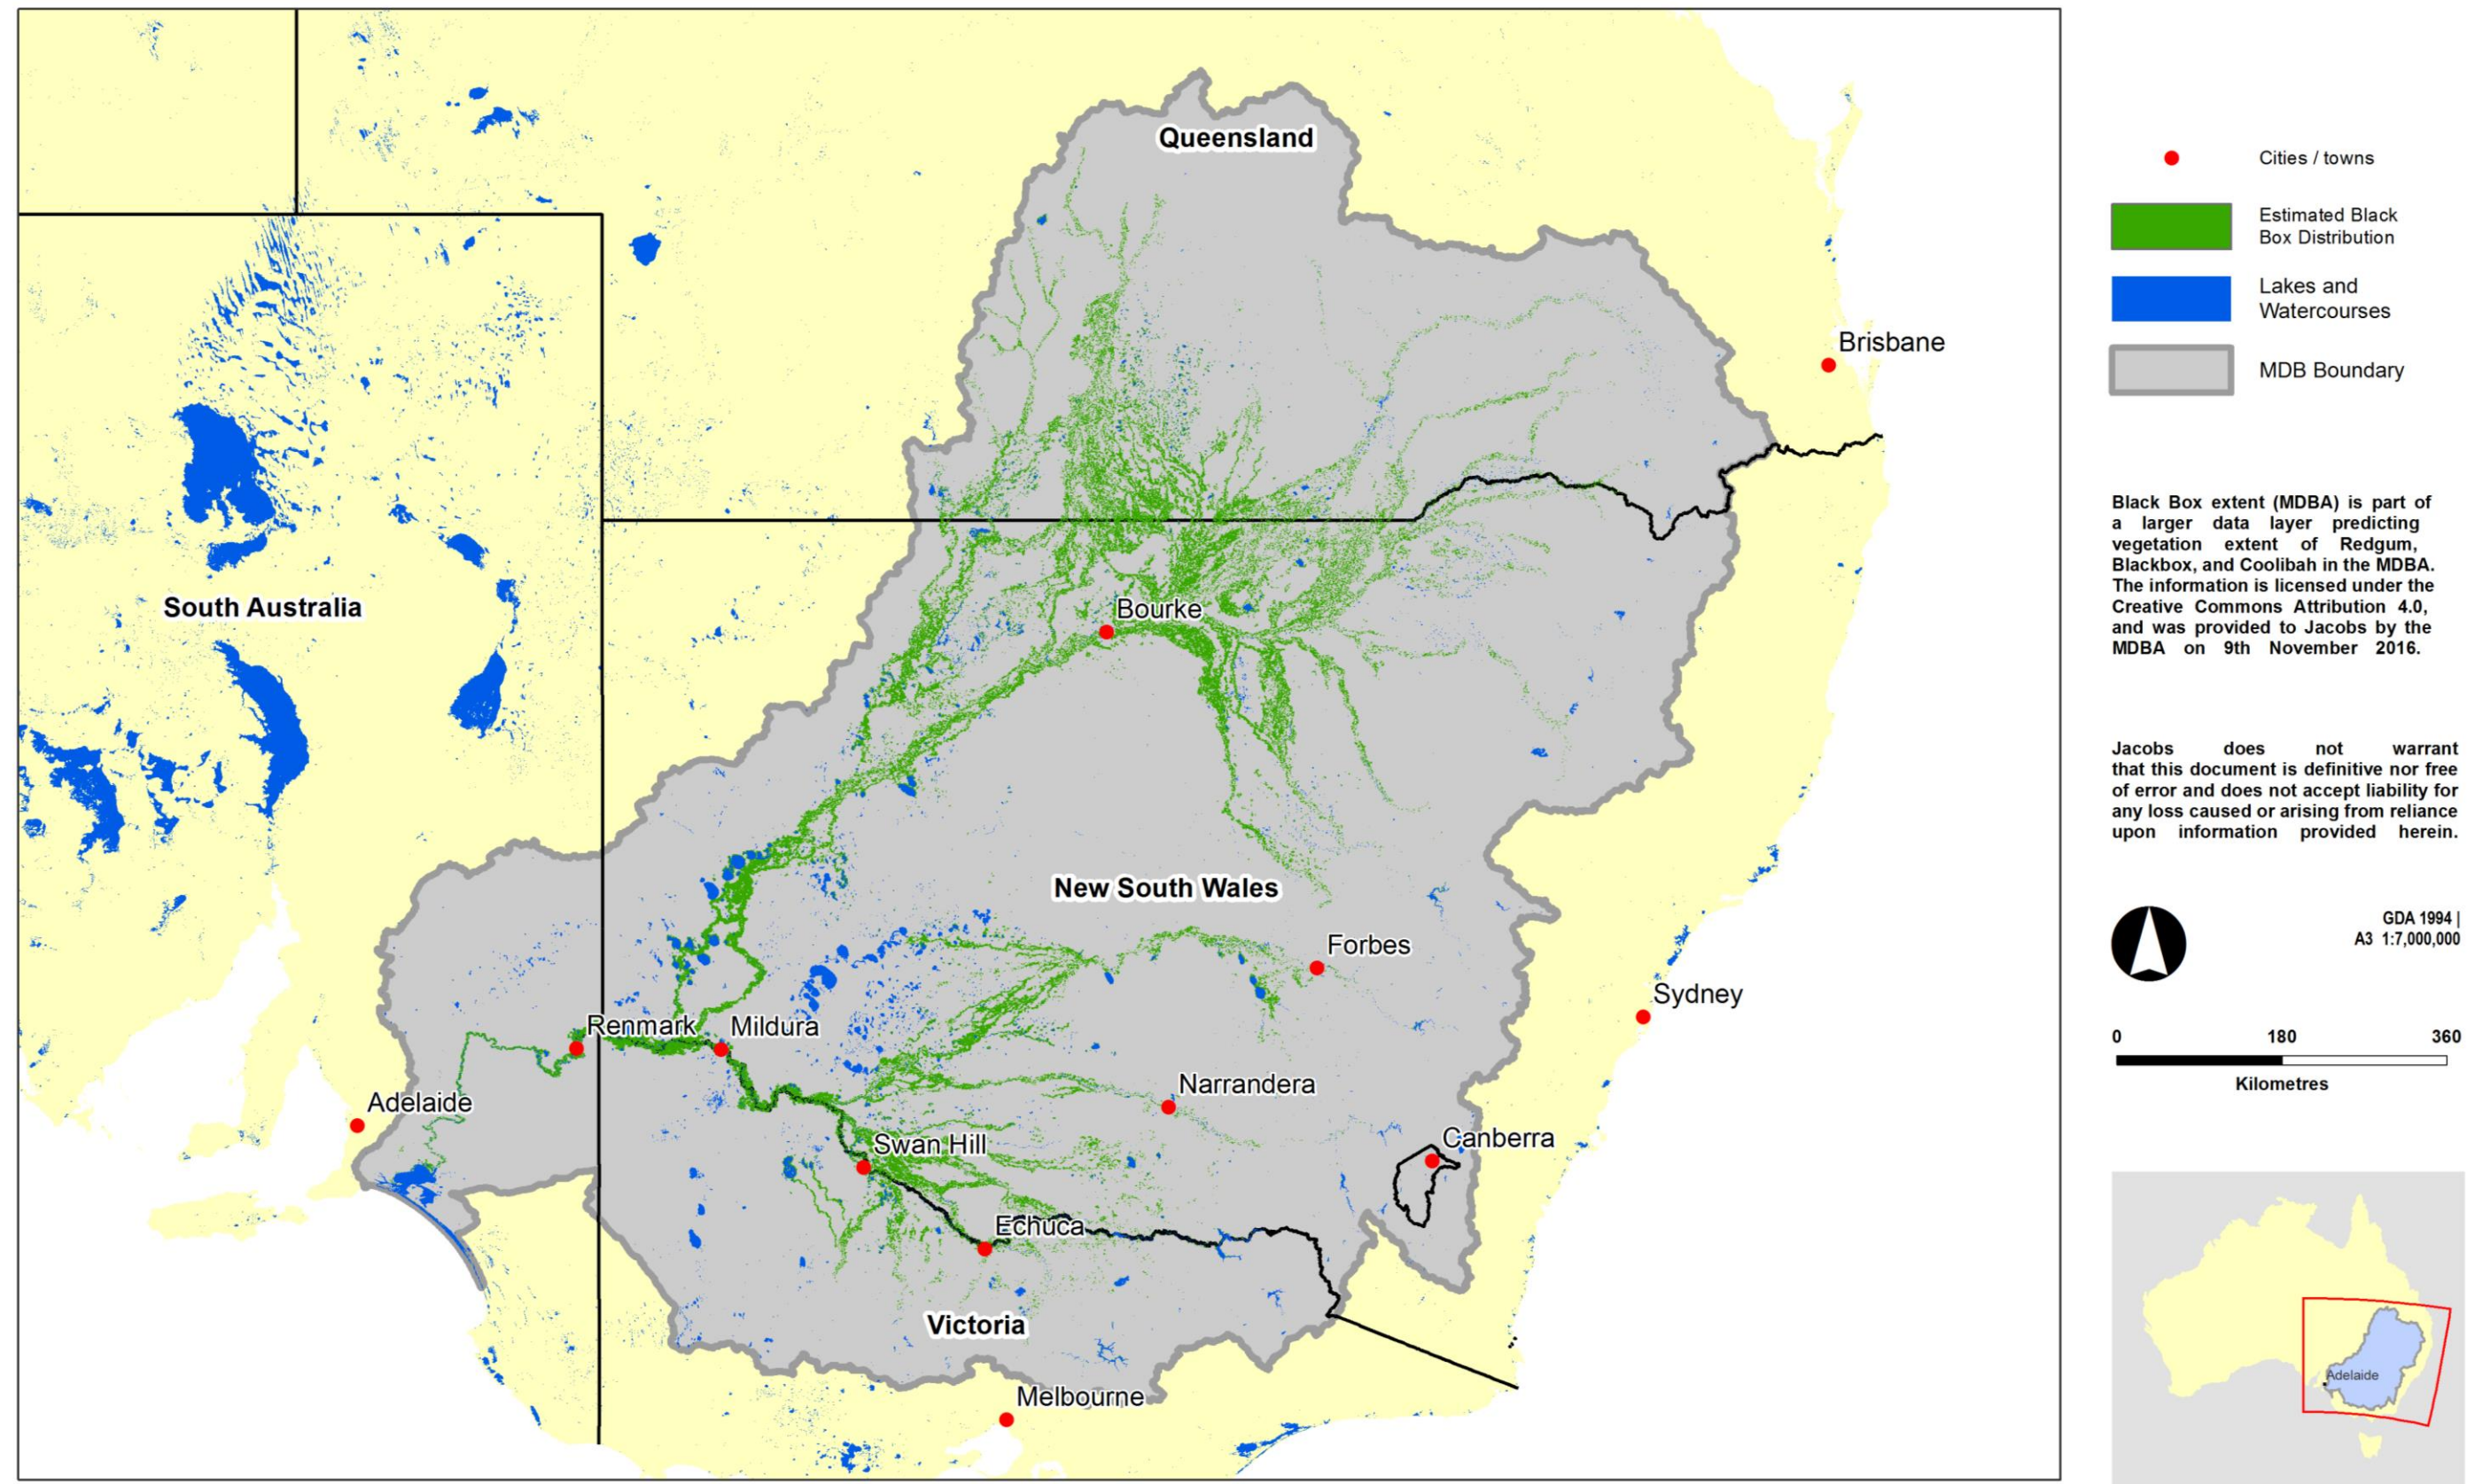 Queensland
Brisbane
South Australia
Bourke
New South Wales
Forbes
Sydney
Renmark
Mildura
Adelaide
Narrandera
Swan Hill
Canberra
Echuca
Victoria
Melbourne
Cities / towns
Estimated Black
Box Distribution
Lakes and
Watercourses
MDB Boundary
Black Box extent (MDBA) is part of
a larger data layer predicting
vegetation extent of Redgum,
Blackbox, and Coolibah in the MDBA.
The information is licensed under the
Creative Commons Attribution 4.0,
and was provided to Jacobs by the
MDBA on 9th November 2016.
Jacobs does not warrant
that this document is definitive nor free
of error and does not accept liability for
any loss caused or arising from reliance
upon information provided herein.
GDA 1994 |
A3 1:7,000,000
0 180 360
Kilometres
Adelaide